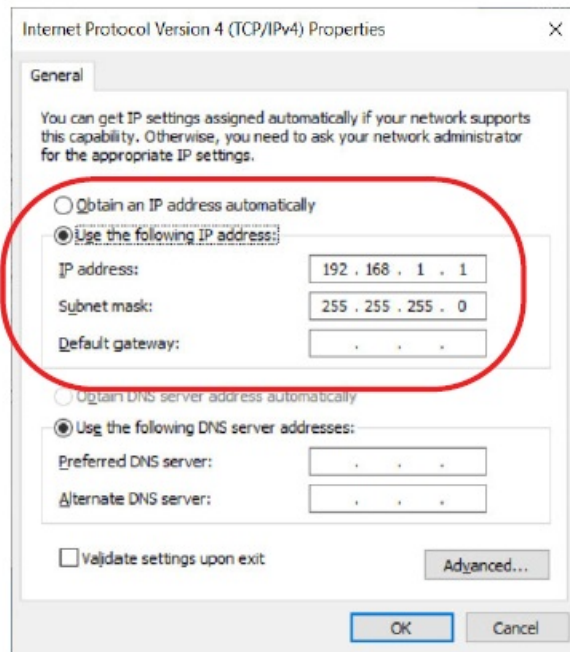 Internet Protocol Version 4 (TCP/IPv4) Properties
General
You can get IP settings assigned automatically if your network supports
this capability. Otherwise, you need to ask your network administrator
for the appropriate IP settings.
Obtain an IP address automatically
Use the following IP address:
IP address: 192 . 168 . 1 . 1
Subnet mask: 255 . 255 . 255 . 0
Default gateway: . . .
Obtain DNS server address automatically
Use the following DNS server addresses:
Preferred DNS server: . . .
Alternate DNS server: . . .
Validate settings upon exit
Advanced...
OK Cancel